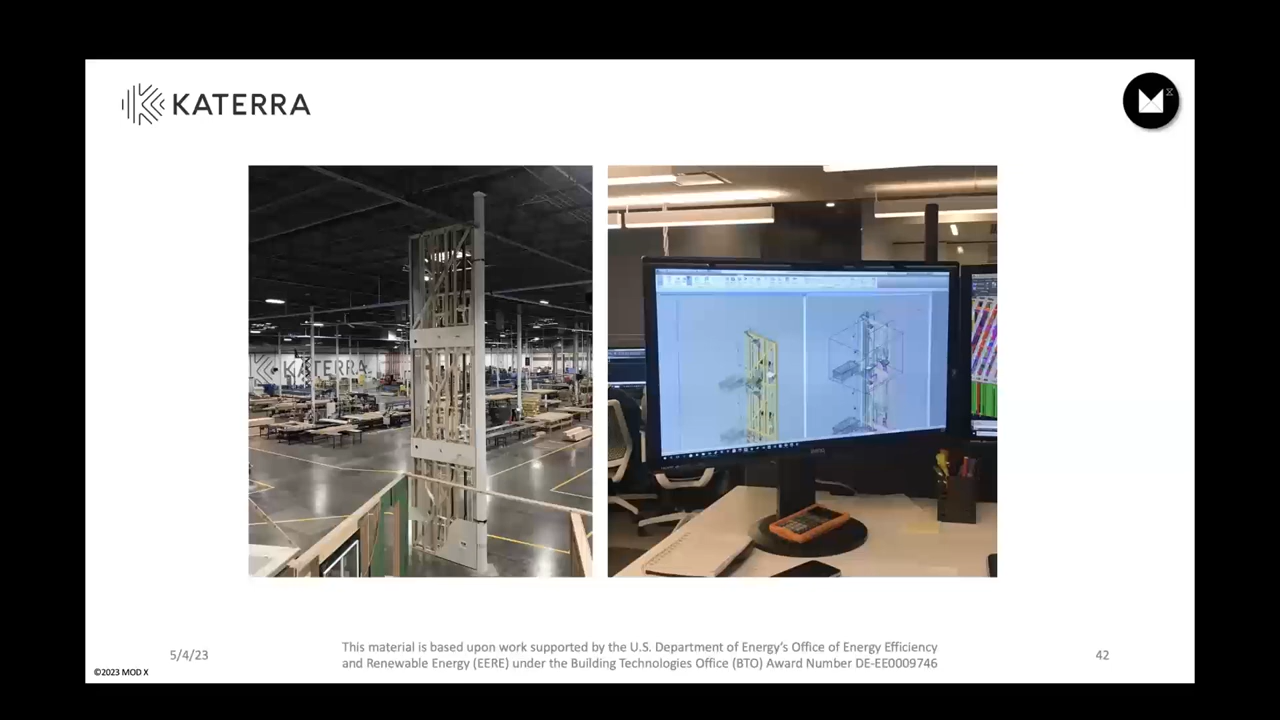 KATERRA
KATERRA
5/4/23
This material is based upon work supported by the U.S. Department of Energy's Office of Energy Efficiency
and Renewable Energy (EERE) under the Building Technologies Office (BTO) Award Number DE-EE0009746
42
©2023 MOD X